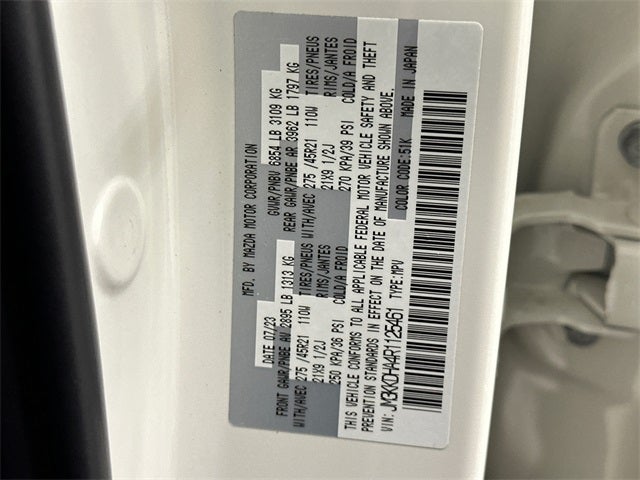 MFD. BY MAZDA MOTOR CORPORATION
DATE 07/23 GVWR/PNBV 6854 LB 3109 KG
FRONT GAWR/PNBE AV 2895 LB 1313 KG REAR GAWR/PNBE AR 3962 LB 1797 KG
WITH/AVEC 275 /45R21 110W TIRES/PNEUS WITH/AVEC 275 /45R21 110W TIRES/PNEUS
21X9 1/2J RIMS/JANTES 21X9 1/2J RIMS/JANTES
250 KPA/36 PSI COLD/A FROID 270 KPA/39 PSI COLD/A FROID
THIS VEHICLE CONFORMS TO ALL APPLICABLE FEDERAL MOTOR VEHICLE SAFETY AND THEFT
PREVENTION STANDARDS IN EFFECT ON THE DATE OF MANUFACTURE SHOWN ABOVE.
VIN: JM3KKDHA4R1125461 TYPE:MPV COLOR CODE:51K MADE IN JAPAN